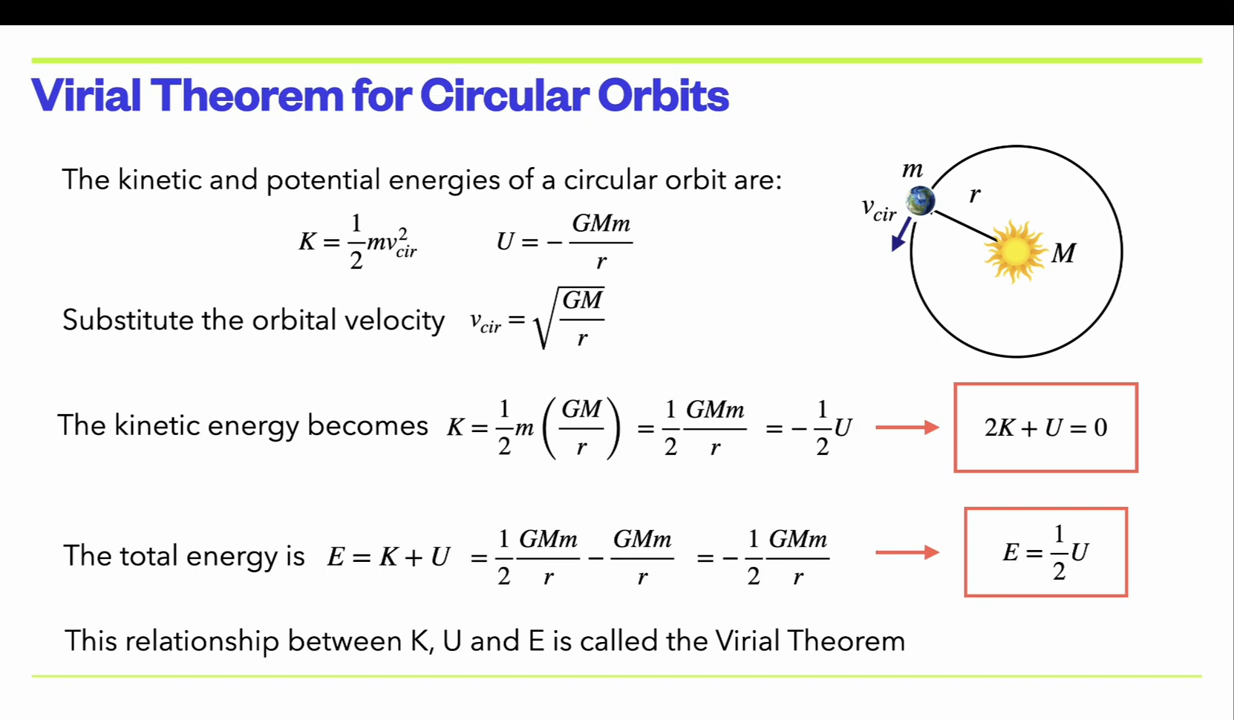 Virial Theorem for Circular Orbits
The kinetic and potential energies of a circular orbit are:
K = 1/2 mv²_cir U = − GMm/r
Substitute the orbital velocity v_cir = √(GM/r)
The kinetic energy becomes K = 1/2 m (GM/r) = 1/2 GMm/r = − 1/2 U
2K + U = 0
The total energy is E = K + U = 1/2 GMm/r − GMm/r = − 1/2 GMm/r
E = 1/2 U
This relationship between K, U and E is called the Virial Theorem
m
r
v_cir
M